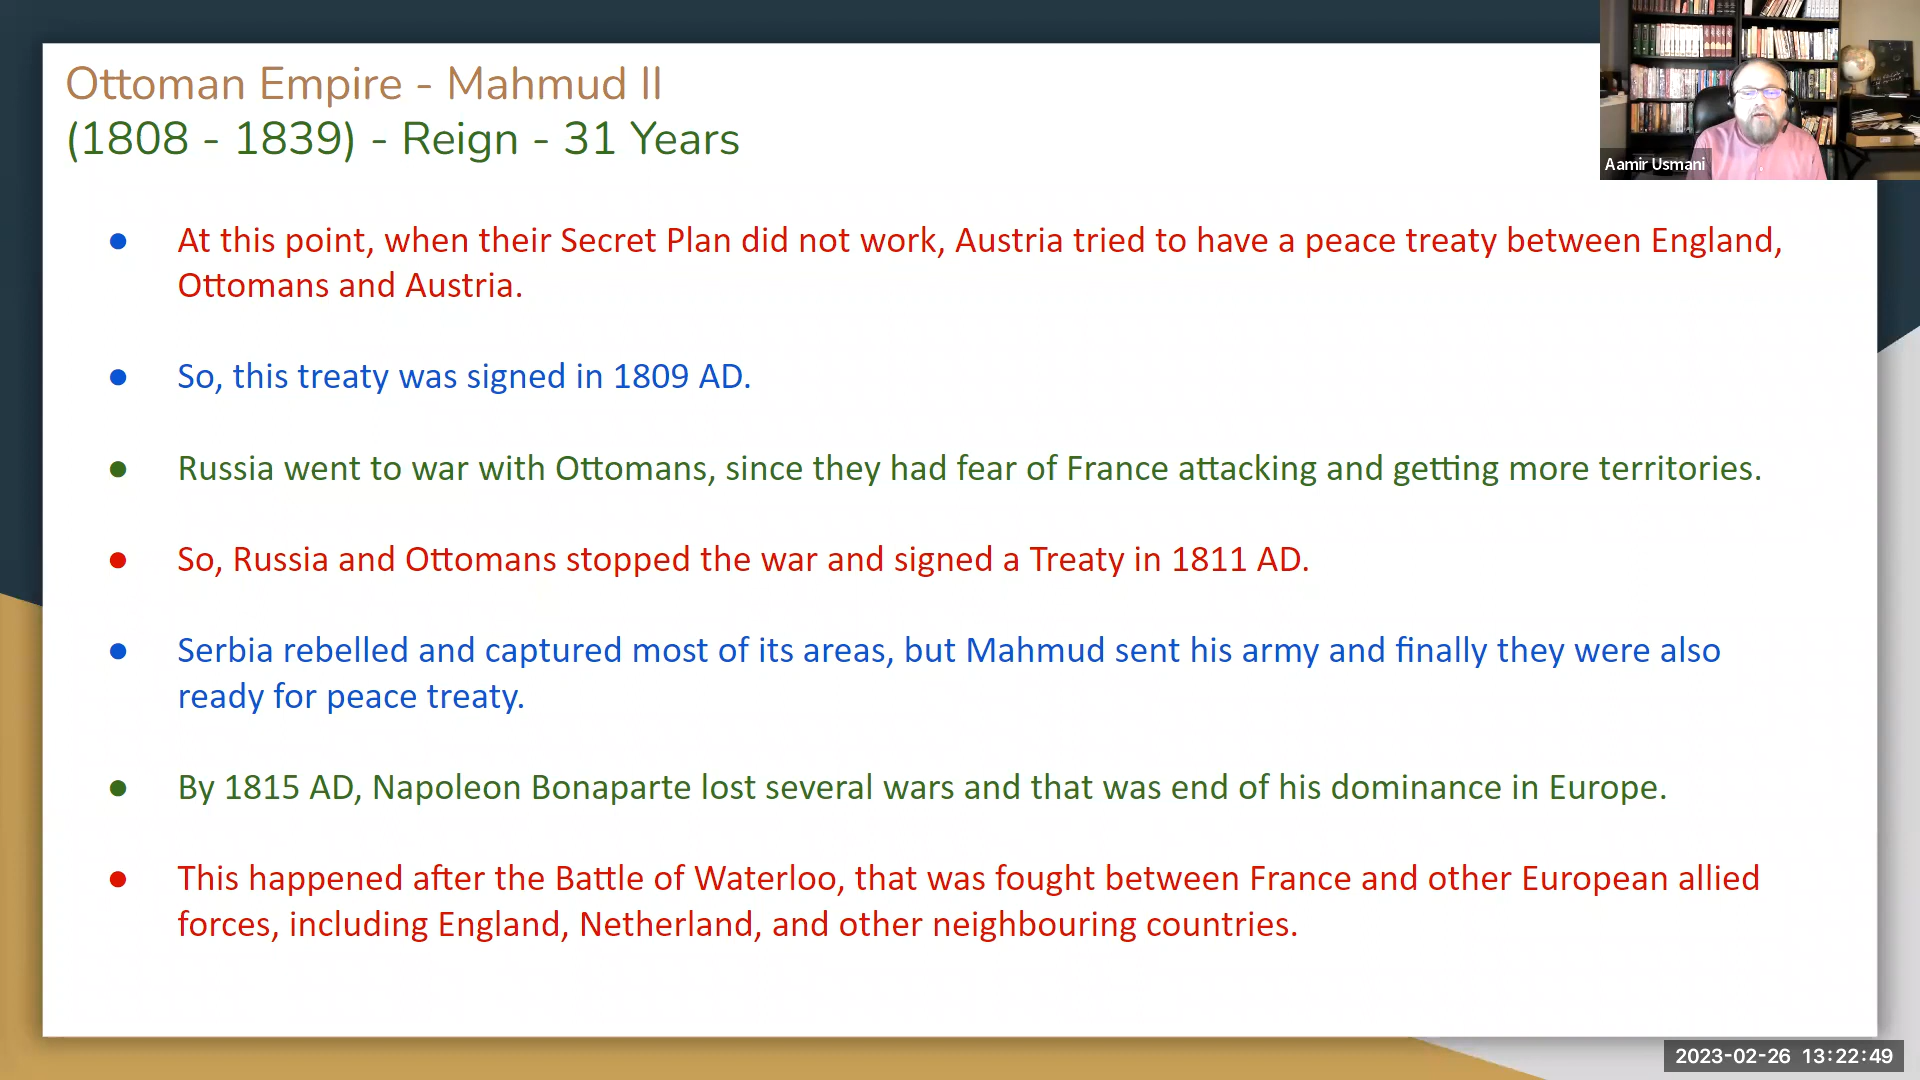 Ottoman Empire - Mahmud II
(1808 - 1839) - Reign - 31 Years
Aamir Usmani
● At this point, when their Secret Plan did not work, Austria tried to have a peace treaty between England,
Ottomans and Austria.
● So, this treaty was signed in 1809 AD.
● Russia went to war with Ottomans, since they had fear of France attacking and getting more territories.
● So, Russia and Ottomans stopped the war and signed a Treaty in 1811 AD.
● Serbia rebelled and captured most of its areas, but Mahmud sent his army and finally they were also
ready for peace treaty.
● By 1815 AD, Napoleon Bonaparte lost several wars and that was end of his dominance in Europe.
● This happened after the Battle of Waterloo, that was fought between France and other European allied
forces, including England, Netherland, and other neighbouring countries.
2023-02-26 13:22:49